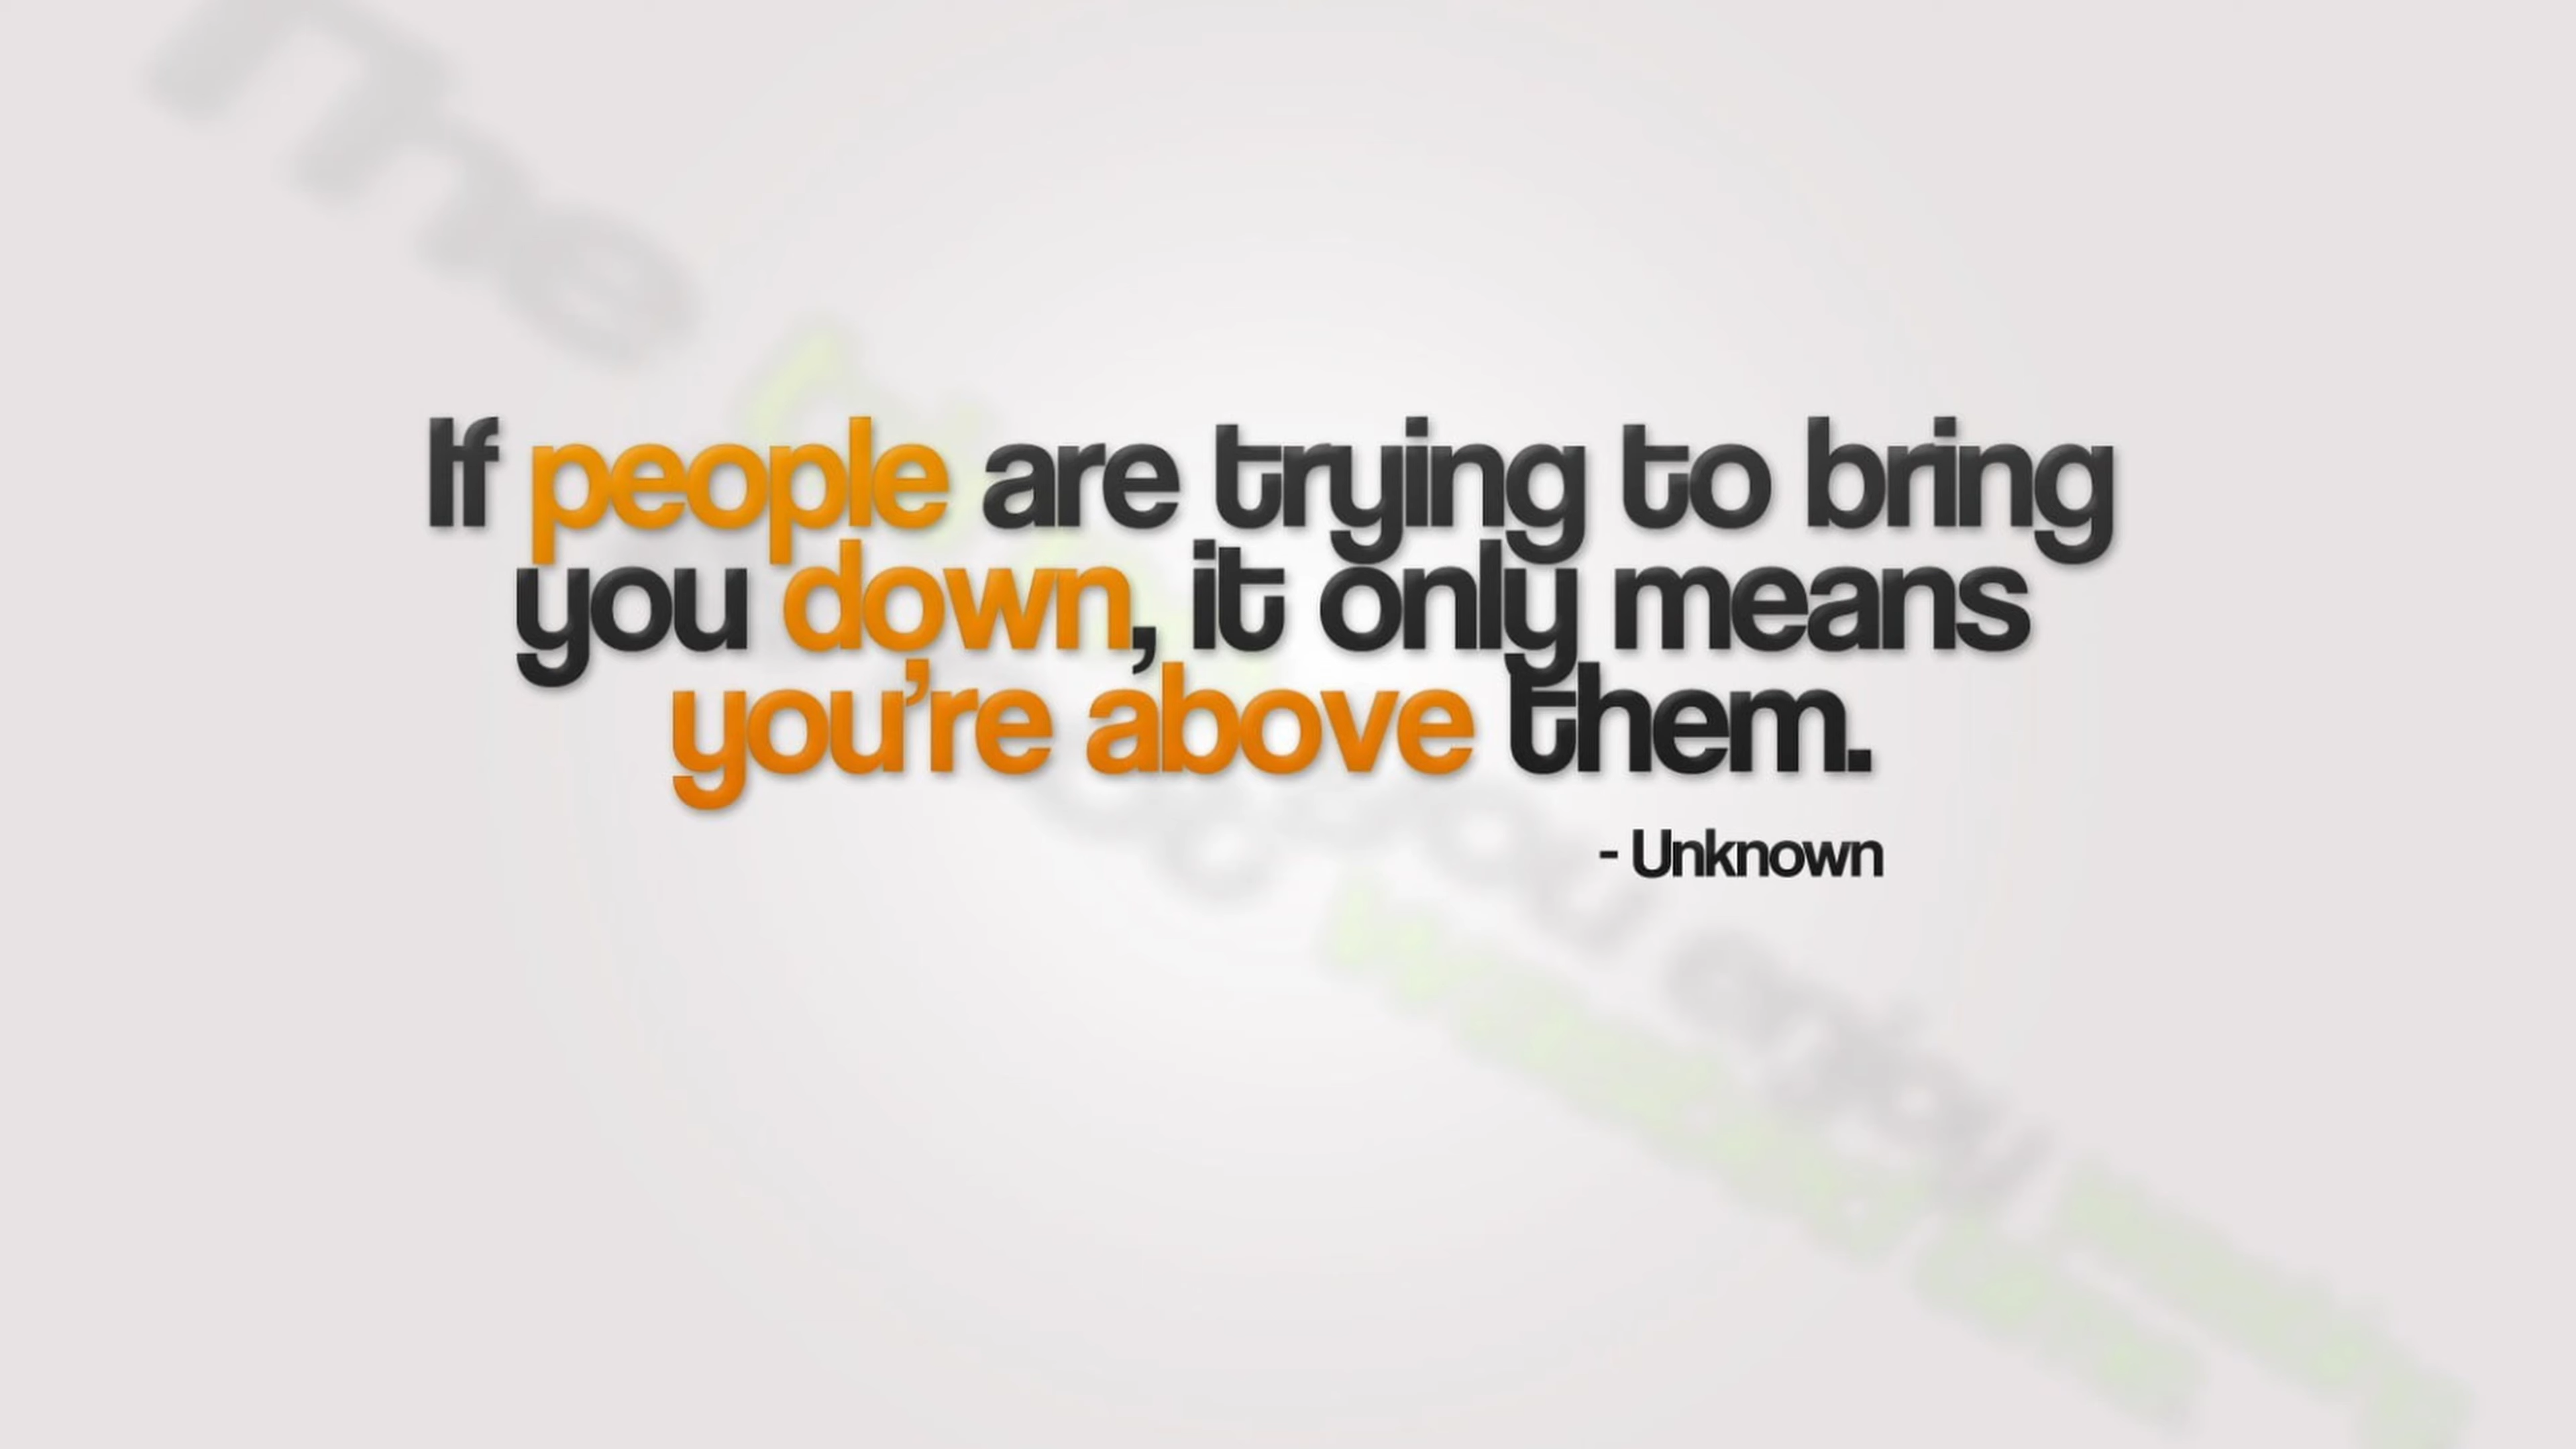 If people are trying to bring
you down, it only means
you're above them.
- Unknown